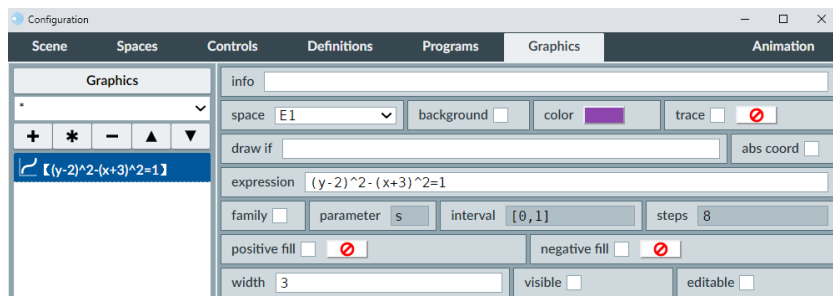 Configuration
Scene Spaces Controls Definitions Programs Graphics Animation
Graphics
info
*
space E1 background color trace
+ * −
draw if abs coord
【(y-2)^2-(x+3)^2=1】
expression (y-2)^2-(x+3)^2=1
family parameter s interval [0,1] steps 8
positive fill negative fill
width 3 visible editable